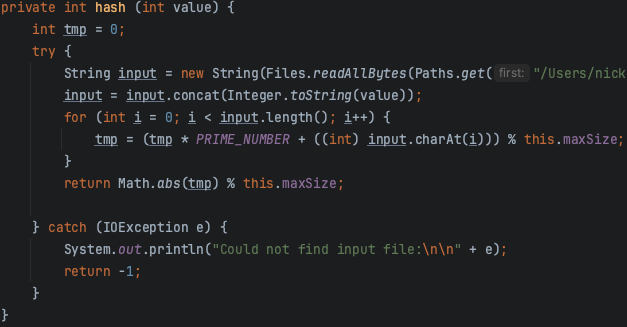 private int hash (int value) {
int tmp = 0;
try {
String input = new String(Files.readAllBytes(Paths.get( first: "/Users/nick
input = input.concat(Integer.toString(value));
for (int i = 0; i < input.length(); i++) {
tmp = (tmp * PRIME_NUMBER + ((int) input.charAt(i))) % this.maxSize;
}
return Math.abs(tmp) % this.maxSize;
} catch (IOException e) {
System.out.println("Could not find input file:\n\n" + e);
return -1;
}
}